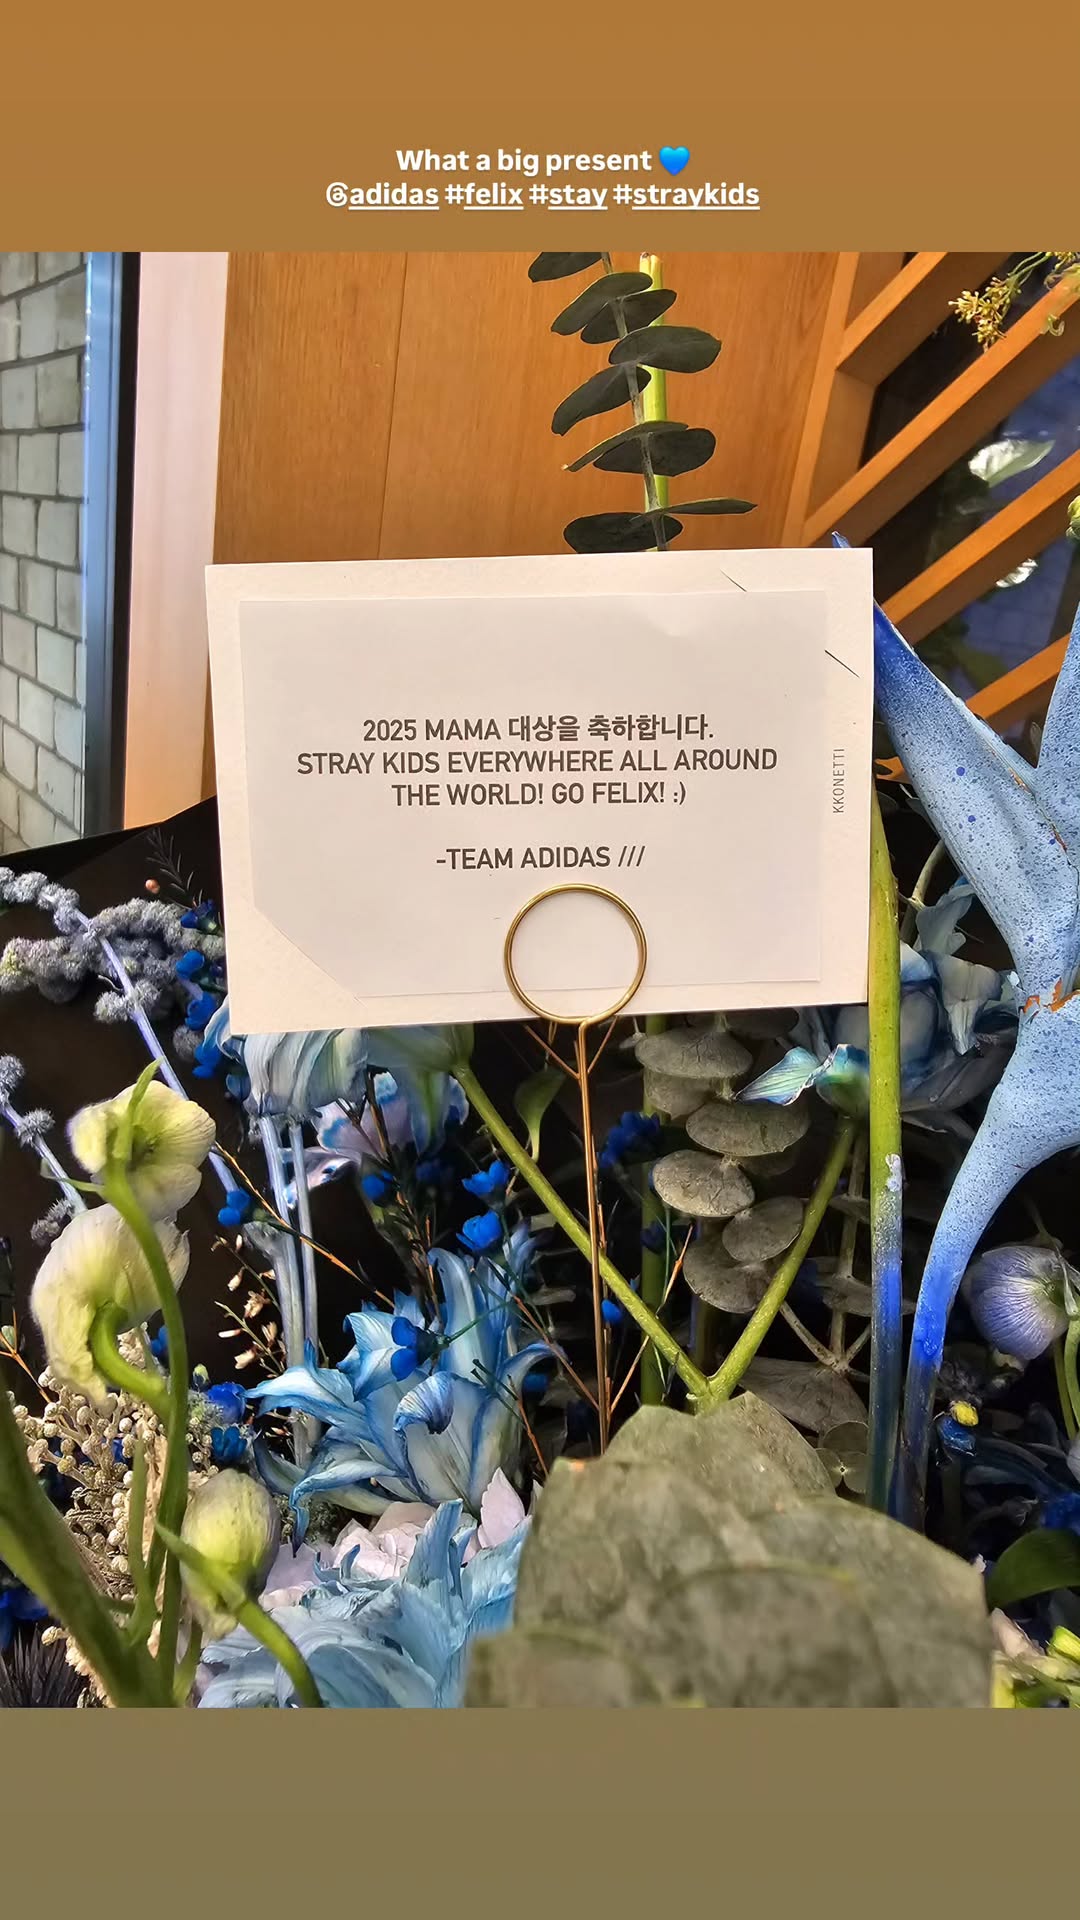 What a big present 💙
@adidas #felix #stay #straykids
2025 MAMA 대상을 축하합니다.
STRAY KIDS EVERYWHERE ALL AROUND
THE WORLD! GO FELIX! :)
-TEAM ADIDAS ///
KKONETTI